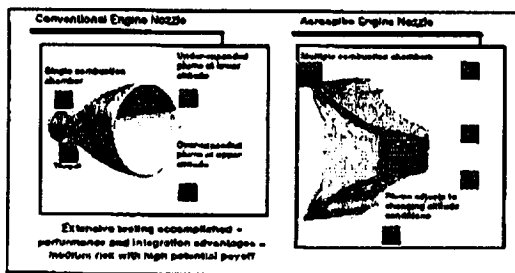 Conventional Engine Nozzle
Single combustion
chamber
Throat
Under-expanded
plume at lower
altitude
Over-expanded
plume at upper
altitude
Extensive testing accomplished –
performance and integration advantages –
medium risk with high potential payoff
Aerospike Engine Nozzle
Multiple combustion chambers
Plume adjusts to
changing altitude
conditions